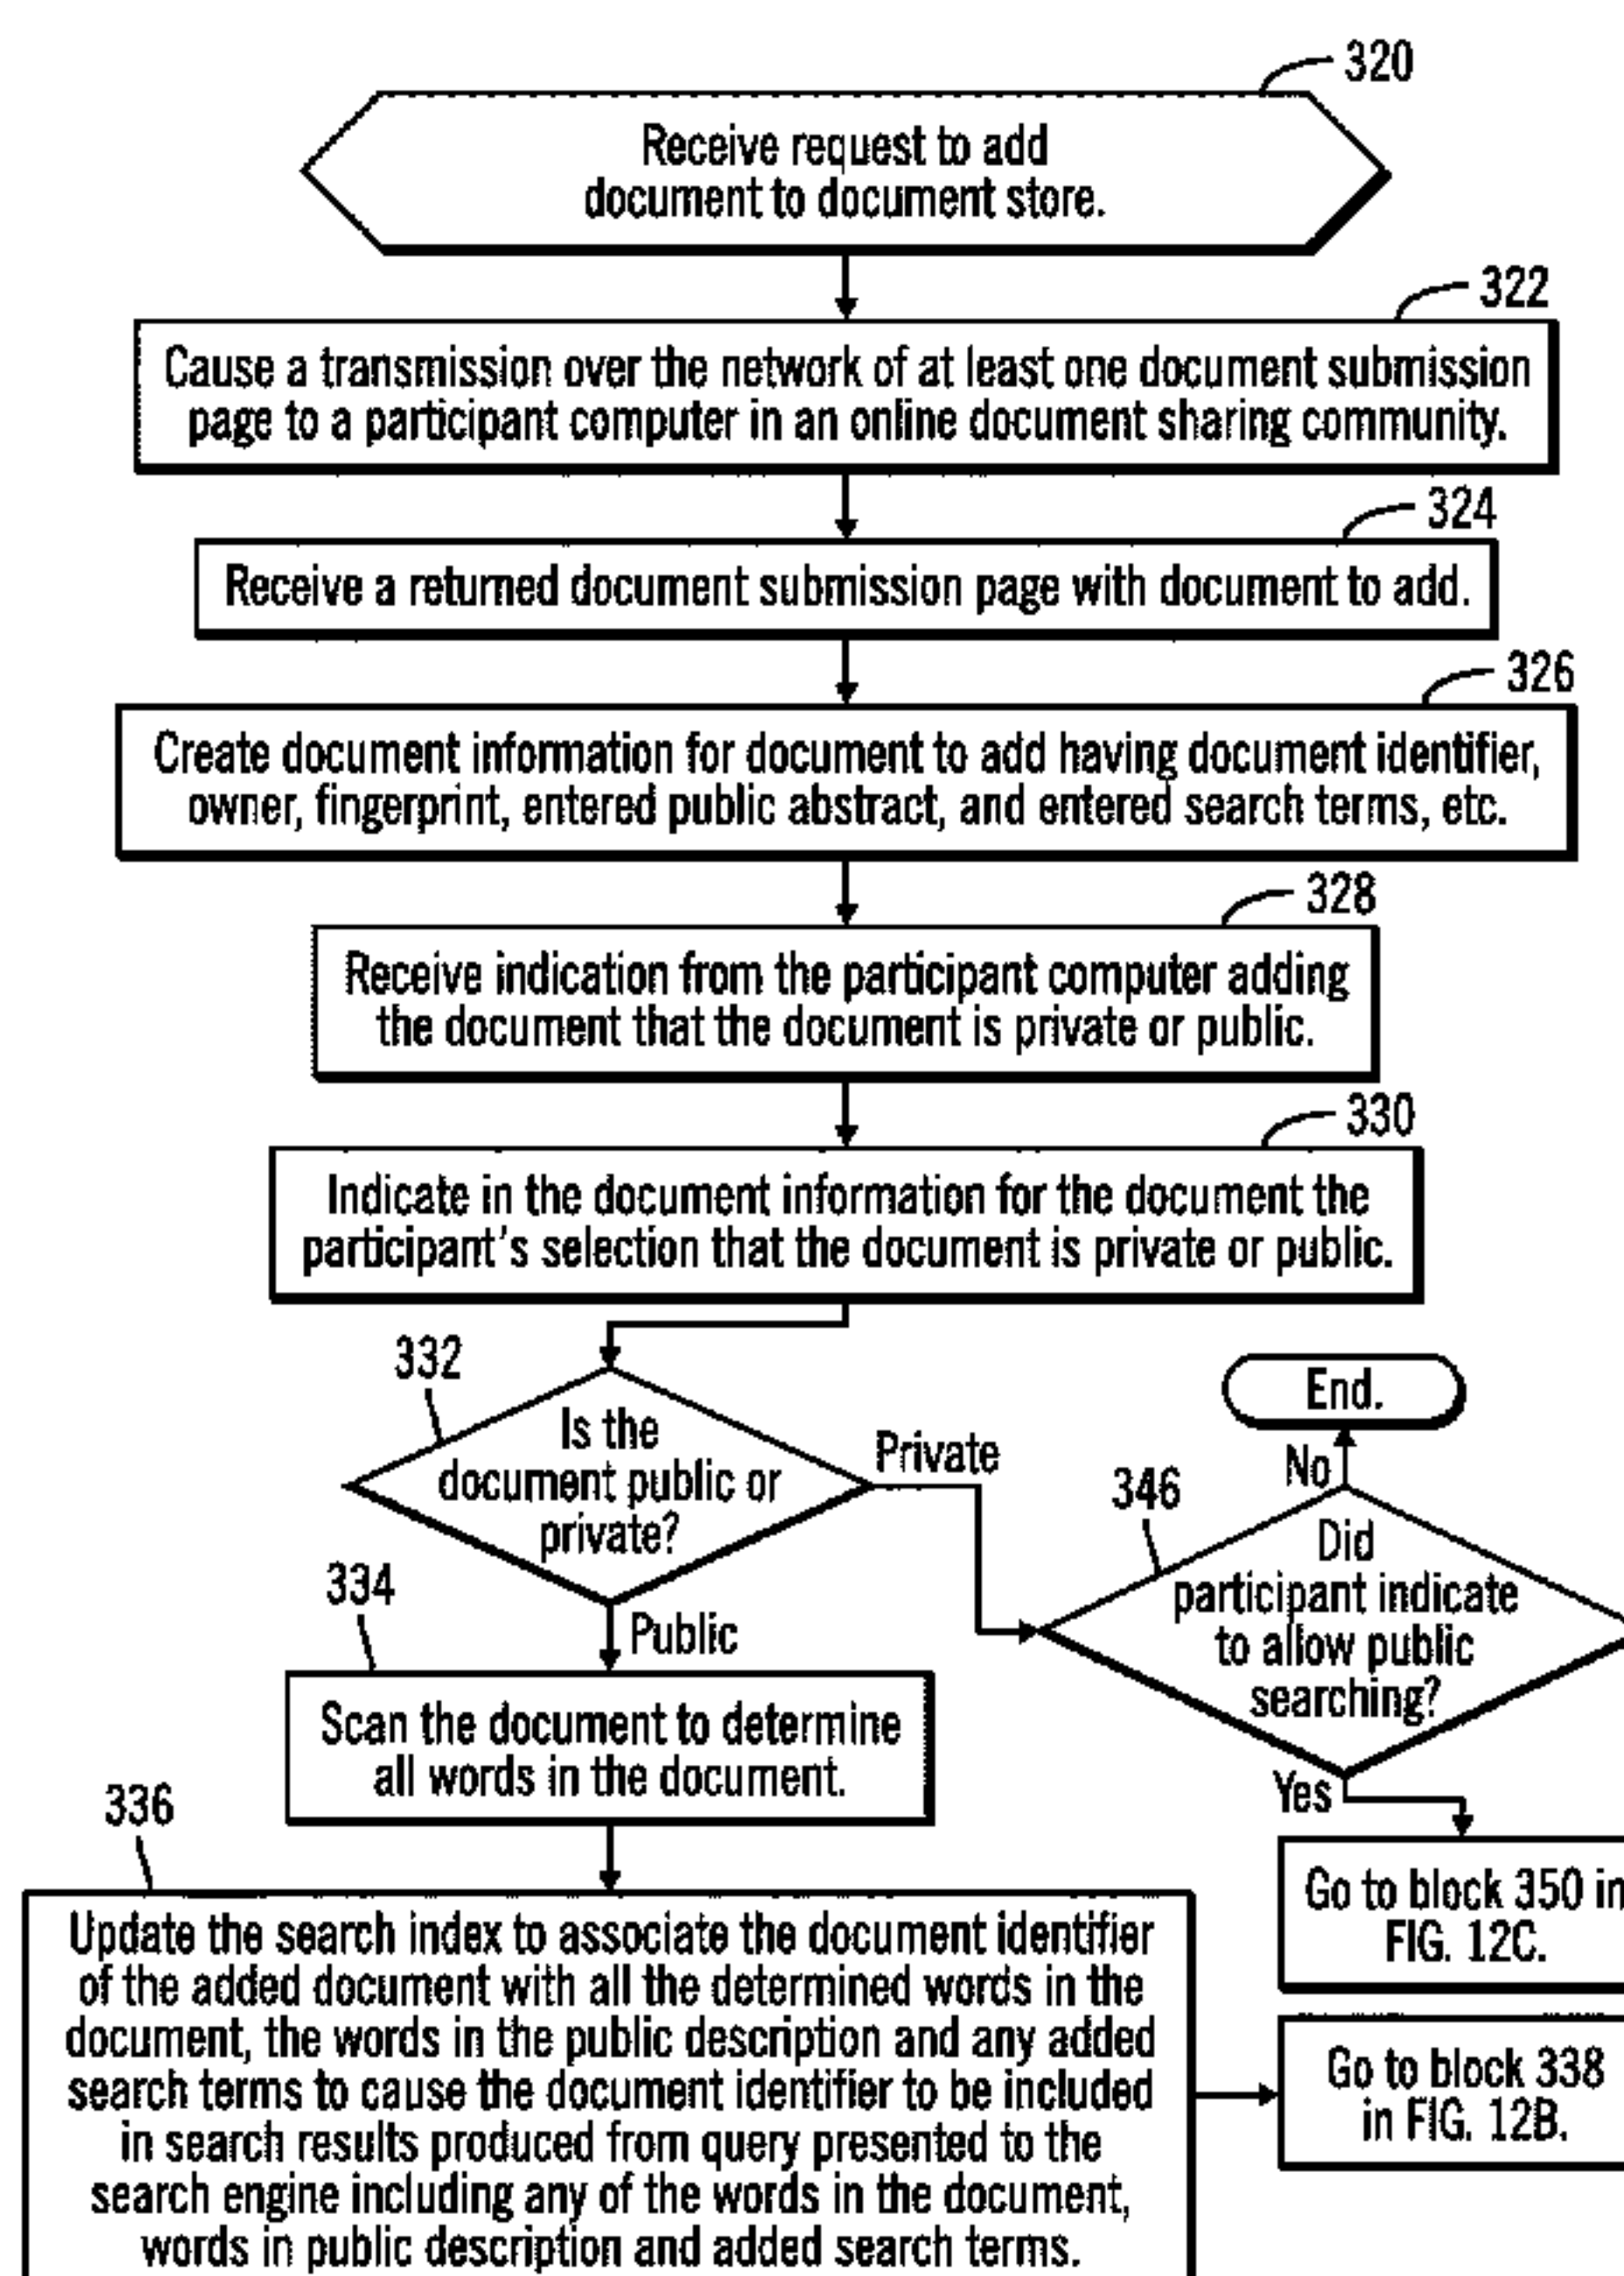 320
Receive request to add
document to document store.
322
Cause a transmission over the network of at least one document submission
page to a participant computer in an online document sharing community.
324
Receive a returned document submission page with document to add.
326
Create document information for document to add having document identifier,
owner, fingerprint, entered public abstract, and entered search terms, etc.
328
Receive indication from the participant computer adding
the document that the document is private or public.
330
Indicate in the document information for the document the
participant's selection that the document is private or public.
332
Is the
document public or
private?
Private
Public
End.
No
346
Did
participant indicate
to allow public
searching?
Yes
334
Scan the document to determine
all words in the document.
Go to block 350 in
FIG. 12C.
336
Update the search index to associate the document identifier
of the added document with all the determined words in the
document, the words in the public description and any added
search terms to cause the document identifier to be included
in search results produced from query presented to the
search engine including any of the words in the document,
words in public description and added search terms.
Go to block 338
in FIG. 12B.